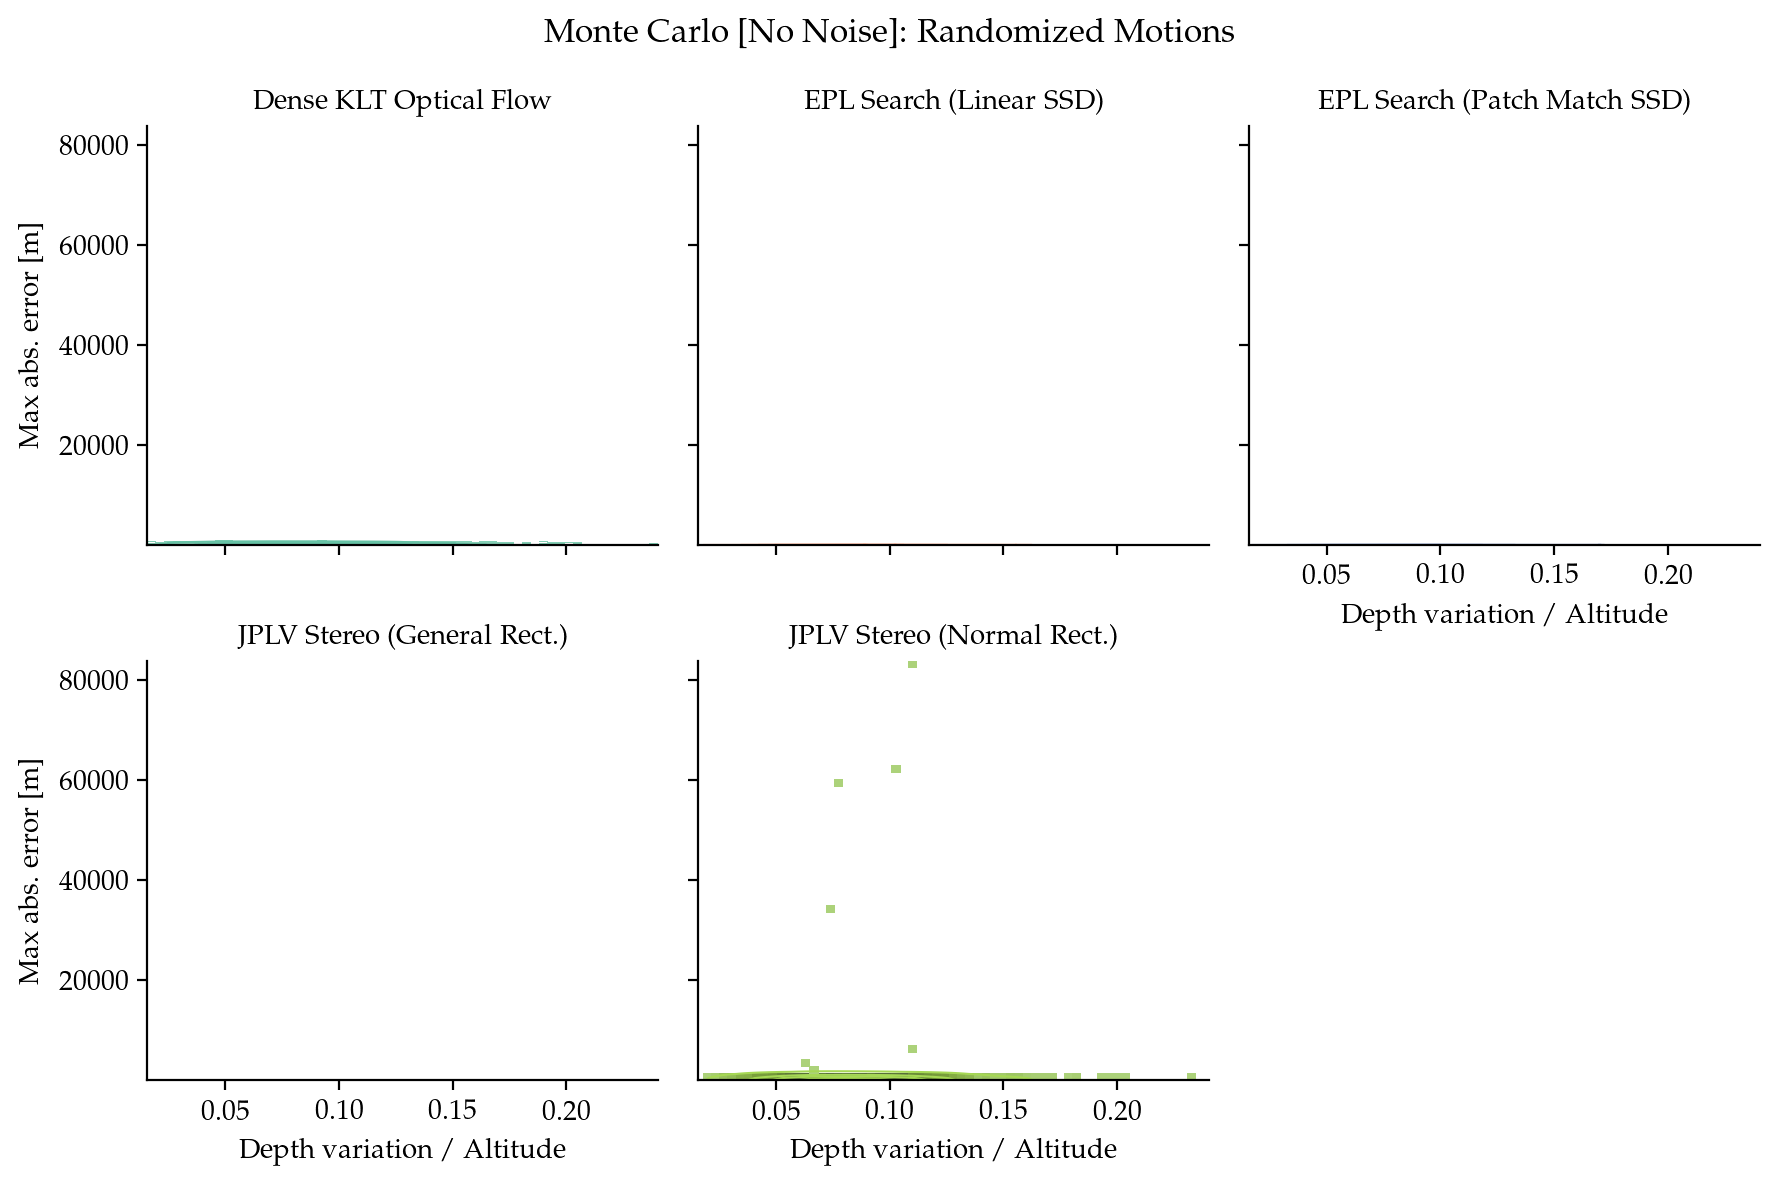 Monte Carlo [No Noise]: Randomized Motions
Dense KLT Optical Flow
EPL Search (Linear SSD)
EPL Search (Patch Match SSD)
Max abs. error [m]
80000
60000
40000
20000
0.05 0.10 0.15 0.20
Depth variation / Altitude
JPLV Stereo (General Rect.)
JPLV Stereo (Normal Rect.)
Max abs. error [m]
80000
60000
40000
20000
0.05 0.10 0.15 0.20
Depth variation / Altitude
0.05 0.10 0.15 0.20
Depth variation / Altitude